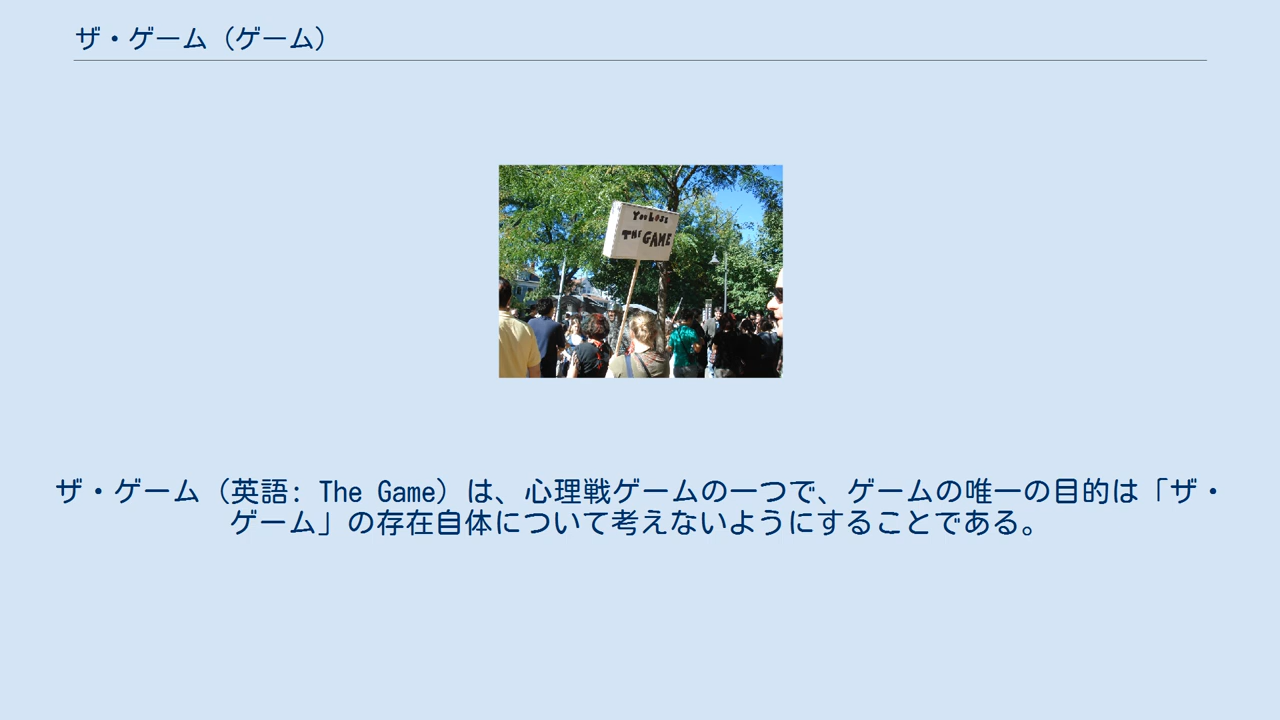 ザ・ゲーム（ゲーム）
YOU LOSE
THE GAME
ザ・ゲーム（英語: The Game）は、心理戦ゲームの一つで、ゲームの唯一の目的は「ザ・
ゲーム」の存在自体について考えないようにすることである。